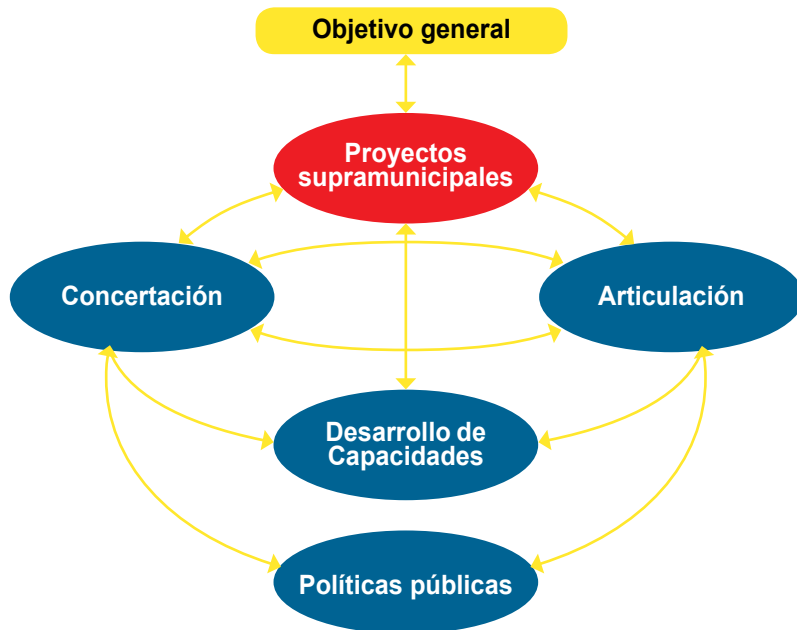 Objetivo general
Proyectos
supramunicipales
Concertación
Articulación
Desarrollo de
Capacidades
Políticas públicas